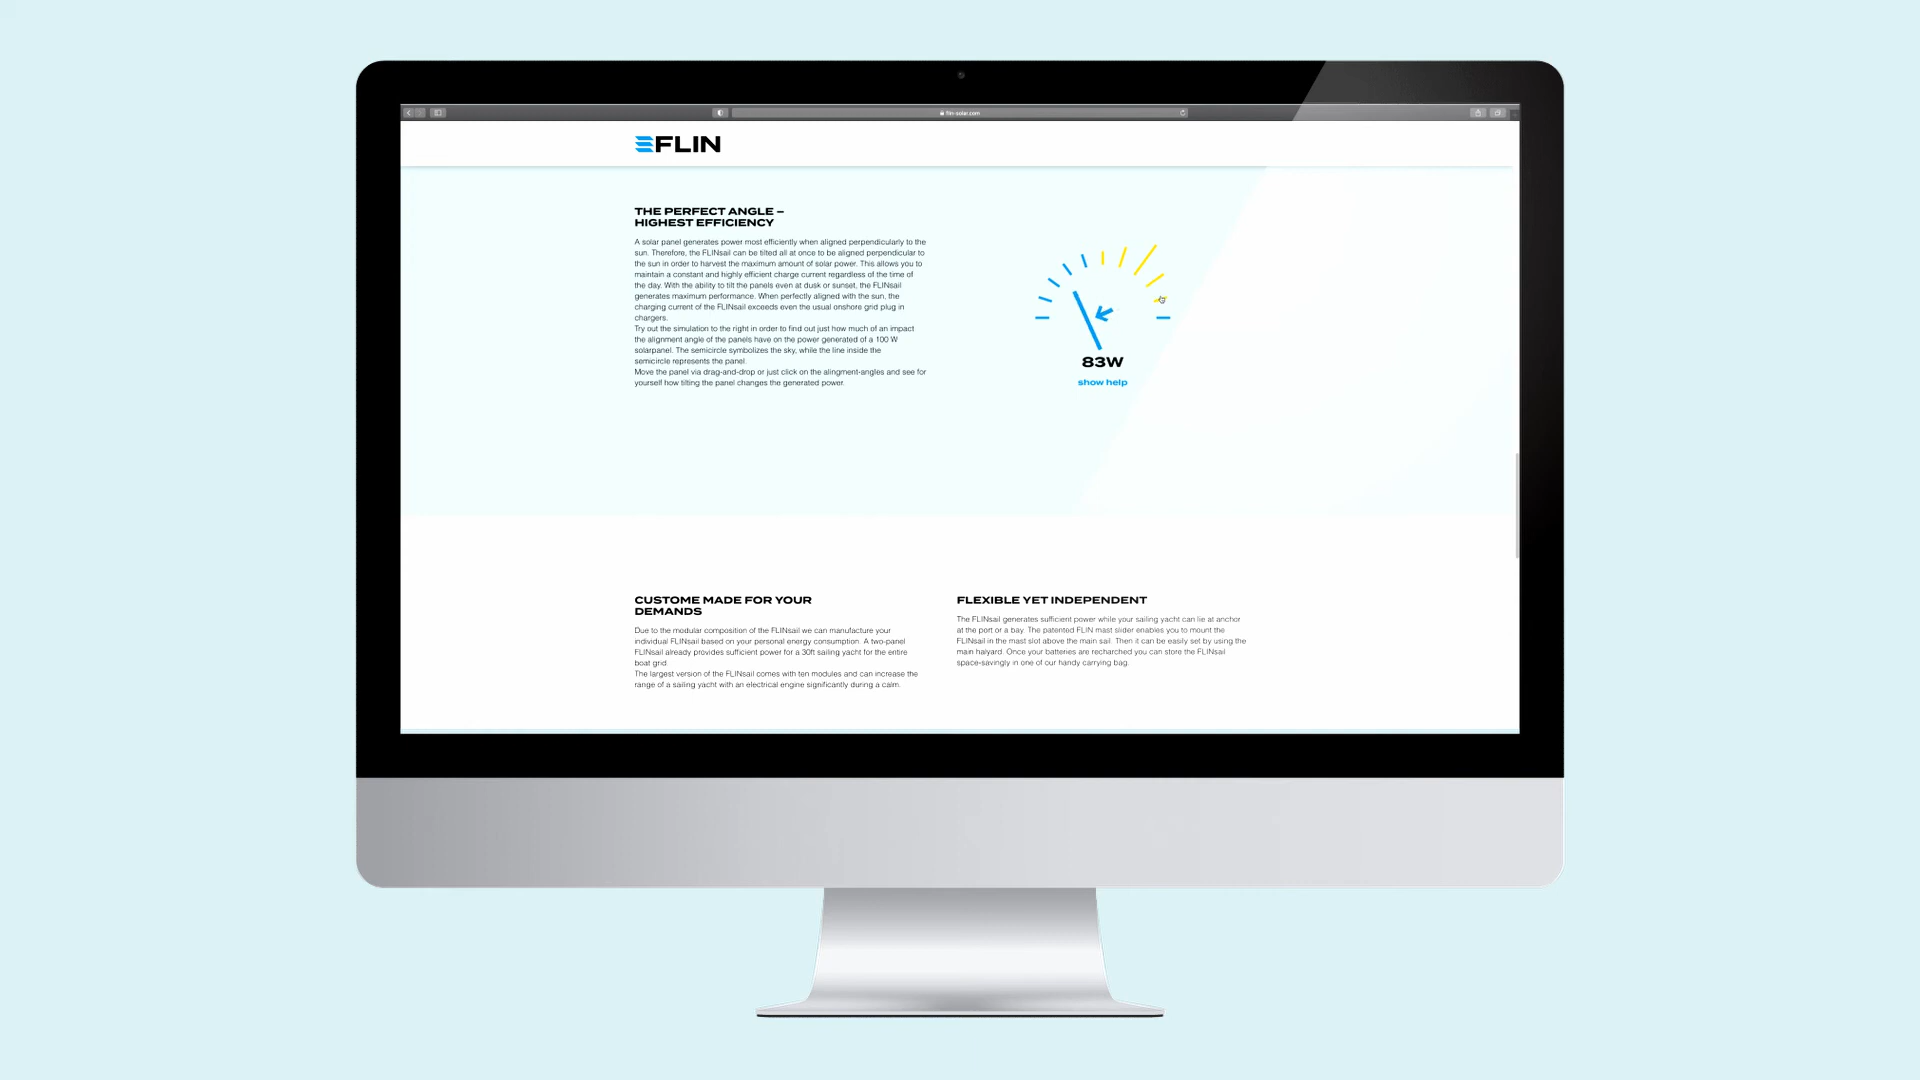 flin-solar.com
FLIN
THE PERFECT ANGLE –
HIGHEST EFFICIENCY
A solar panel generates power most efficiently when aligned perpendicularly to the
sun. Therefore, the FLINsail can be tilted all at once to be aligned perpendicular to
the sun in order to harvest the maximum amount of solar power. This allows you to
maintain a constant and highly efficient charge current regardless of the time of
the day. With the ability to tilt the panels even at dusk or sunset, the FLINsail
generates maximum performance. When perfectly aligned with the sun, the
charging current of the FLINsail exceeds even the usual onshore grid plug in
chargers.
Try out the simulation to the right in order to find out just how much of an impact
the alignment angle of the panels have on the power generated of a 100 W
solarpanel. The semicircle symbolizes the sky, while the line inside the
semicircle represents the panel.
Move the panel via drag-and-drop or just click on the alingment-angles and see for
yourself how tilting the panel changes the generated power.
83W
show help
CUSTOME MADE FOR YOUR
DEMANDS
Due to the modular composition of the FLINsail we can manufacture your
individual FLINsail based on your personal energy consumption. A two-panel
FLINsail already provides sufficient power for a 30ft sailing yacht for the entire
boat grid.
The largest version of the FLINsail comes with ten modules and can increase the
range of a sailing yacht with an electrical engine significantly during a calm.
FLEXIBLE YET INDEPENDENT
The FLINsail generates sufficient power while your sailing yacht can lie at anchor
at the port or a bay. The patented FLIN mast slider enables you to mount the
FLINsail in the mast slot above the main sail. Then it can be easily set by using the
main halyard. Once your batteries are recharched you can store the FLINsail
space-savingly in one of our handy carrying bag.